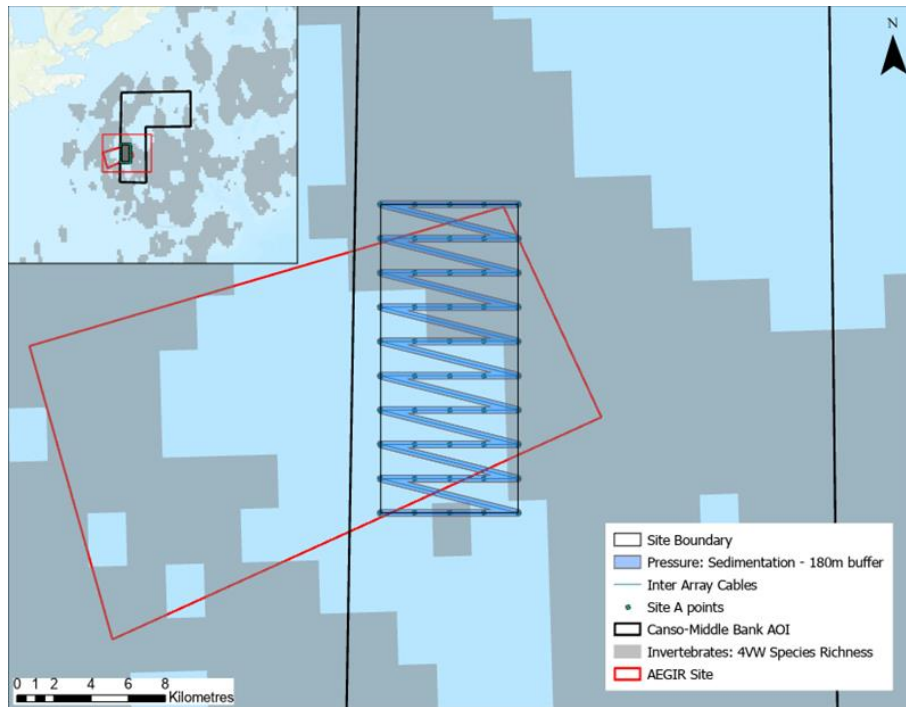 N
Site Boundary
Pressure: Sedimentation - 180m buffer
Inter Array Cables
Site A points
Canso-Middle Bank AOI
Invertebrates: 4VW Species Richness
AEGIR Site
0 1 2 4 6 8
Kilometres